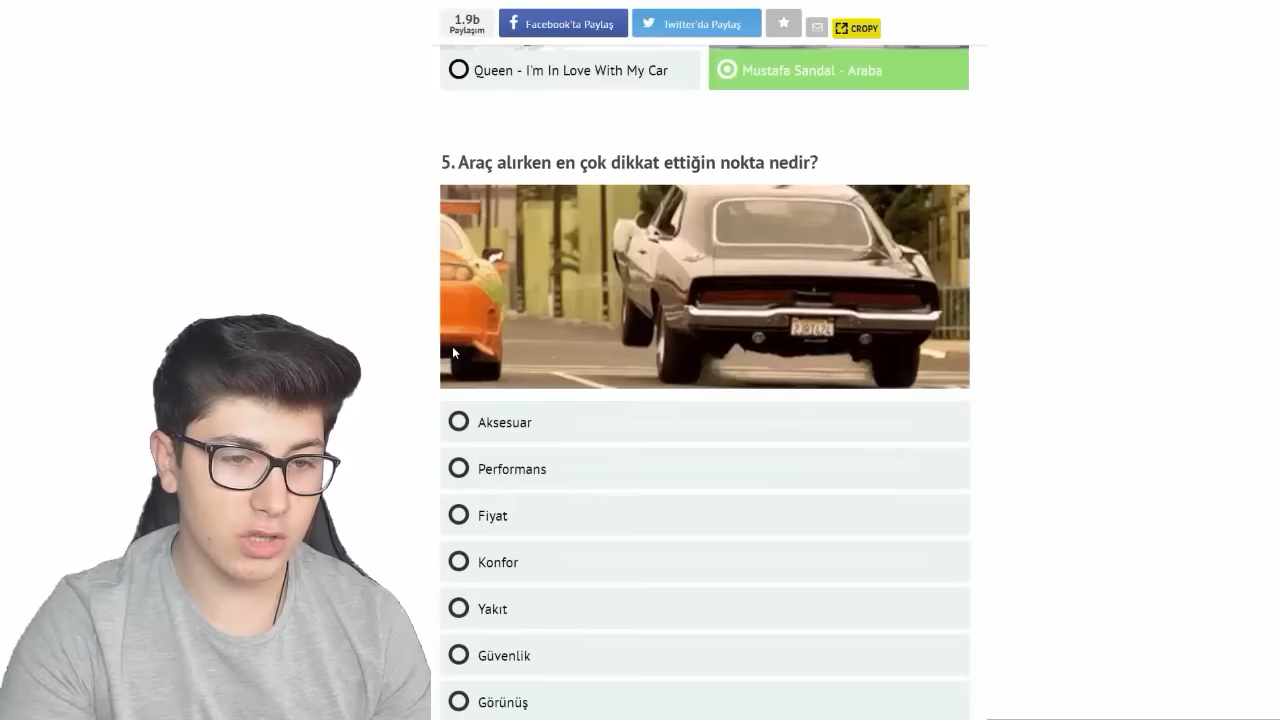 1.9b
Paylaşım
Facebook'ta Paylaş
Twitter'da Paylaş
CROPY
Queen - I'm In Love With My Car
Mustafa Sandal - Araba
5. Araç alırken en çok dikkat ettiğin nokta nedir?
Aksesuar
Performans
Fiyat
Konfor
Yakıt
Güvenlik
Görünüş